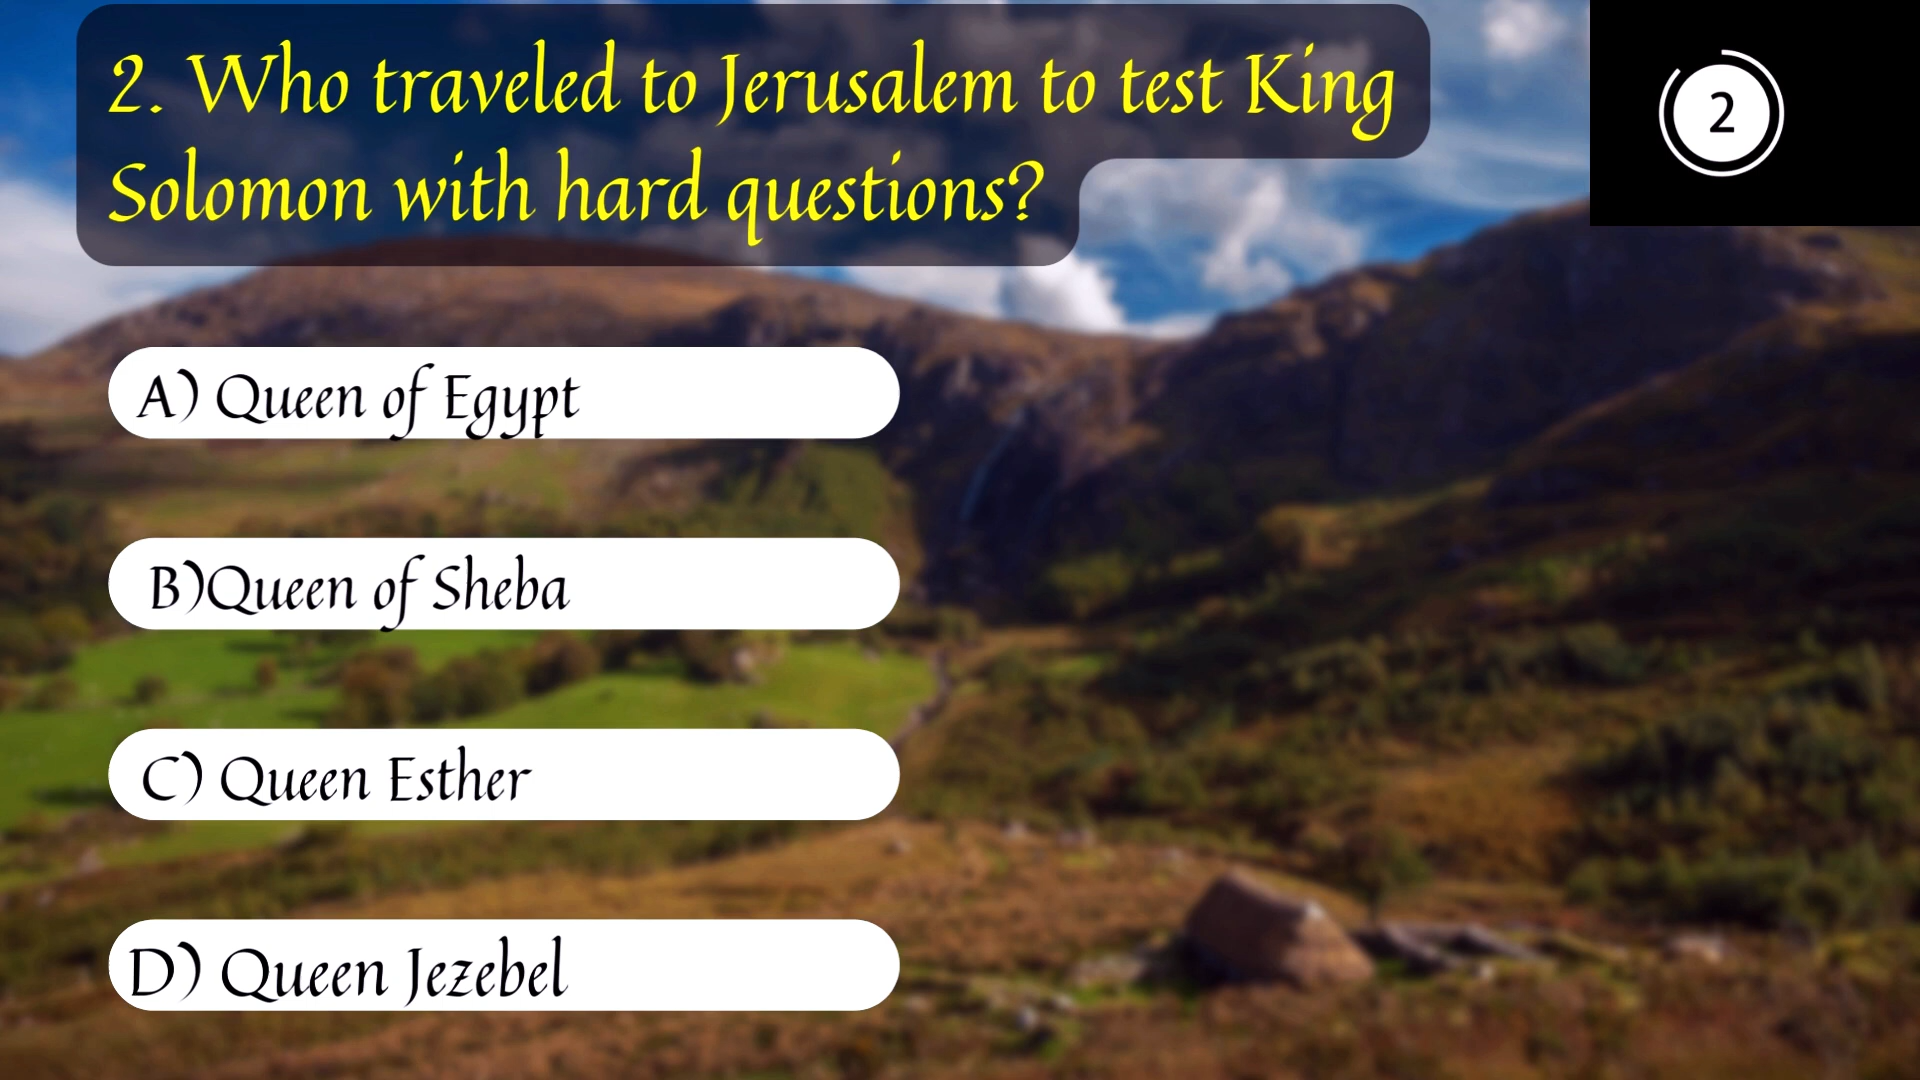 2. Who traveled to Jerusalem to test King
Solomon with hard questions?
2
A) Queen of Egypt
B)Queen of Sheba
C) Queen Esther
D) Queen Jezebel